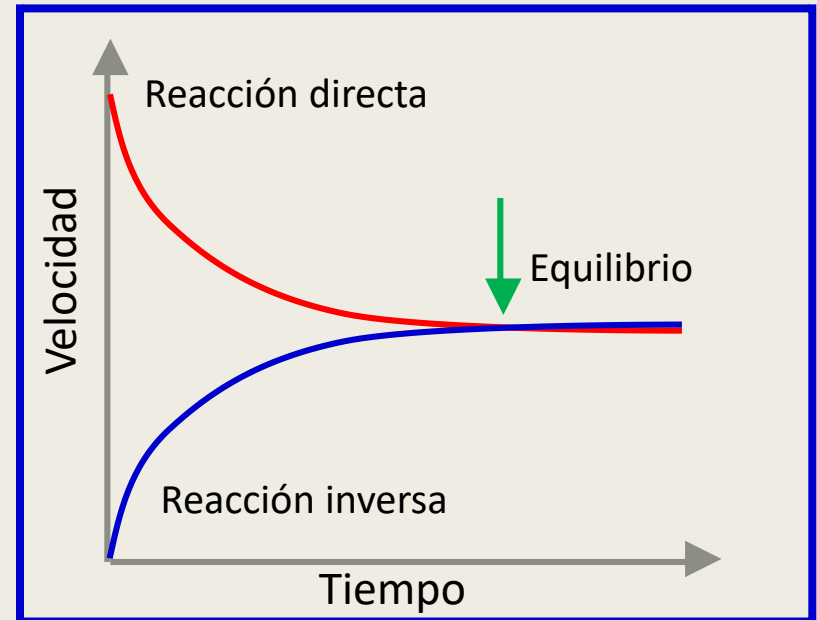 Reacción directa
Velocidad
Equilibrio
Reacción inversa
Tiempo